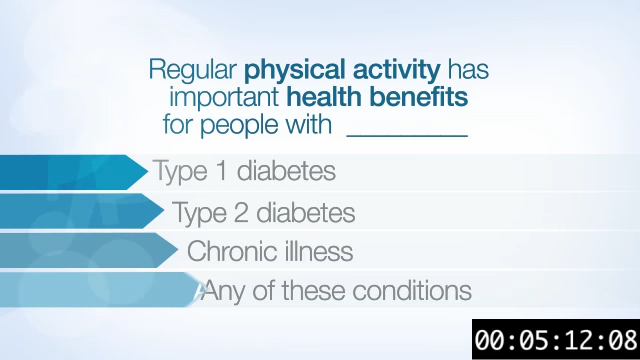 Regular physical activity has
important health benefits
for people with _________
Type 1 diabetes
Type 2 diabetes
Chronic illness
Any of these conditions
00:05:12:08